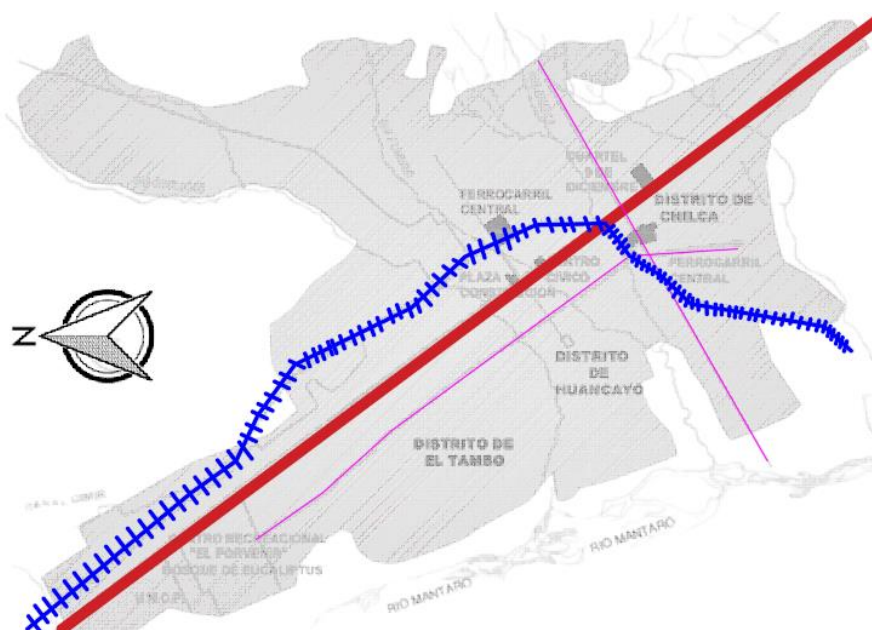 CUARTEL
9 DE
DICIEMBRE
FERROCARRIL
CENTRAL
DISTRITO DE
CHILCA
CENTRO
CIVICO
PLAZA
CONSTITUCION
FERROCARRIL
CENTRAL
N
DISTRITO
DE
HUANCAYO
DISTRITO DE
EL TAMBO
CENTRO RECREACIONAL
"EL PORVENIR"
BOSQUE DE EUCALIPTUS
RIO MANTARO
RIO MANTARO